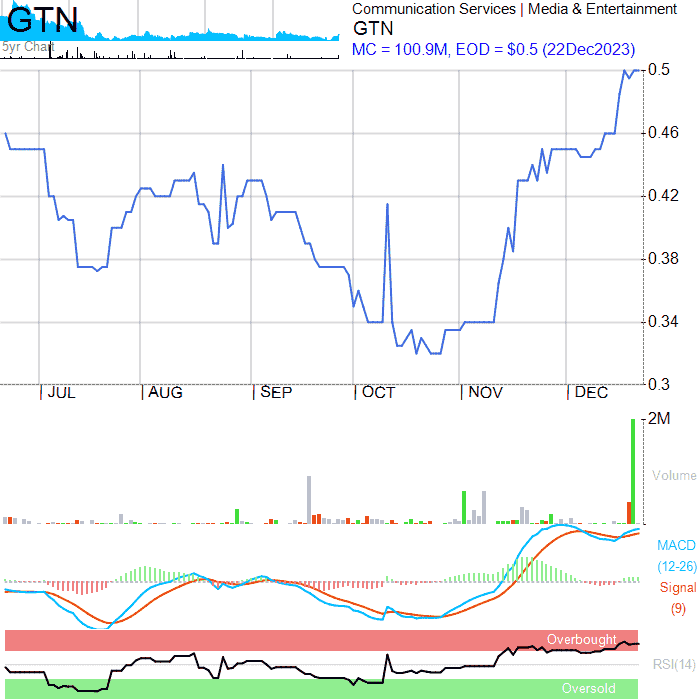 GTN
5yr Chart
Communication Services | Media & Entertainment
GTN
MC = 100.9M, EOD = $0.5 (22Dec2023)
0.5
0.46
0.42
0.38
0.34
0.3
JUL AUG SEP OCT NOV DEC
2M
Volume
MACD
(12-26)
Signal
(9)
Overbought
RSI(14)
Oversold